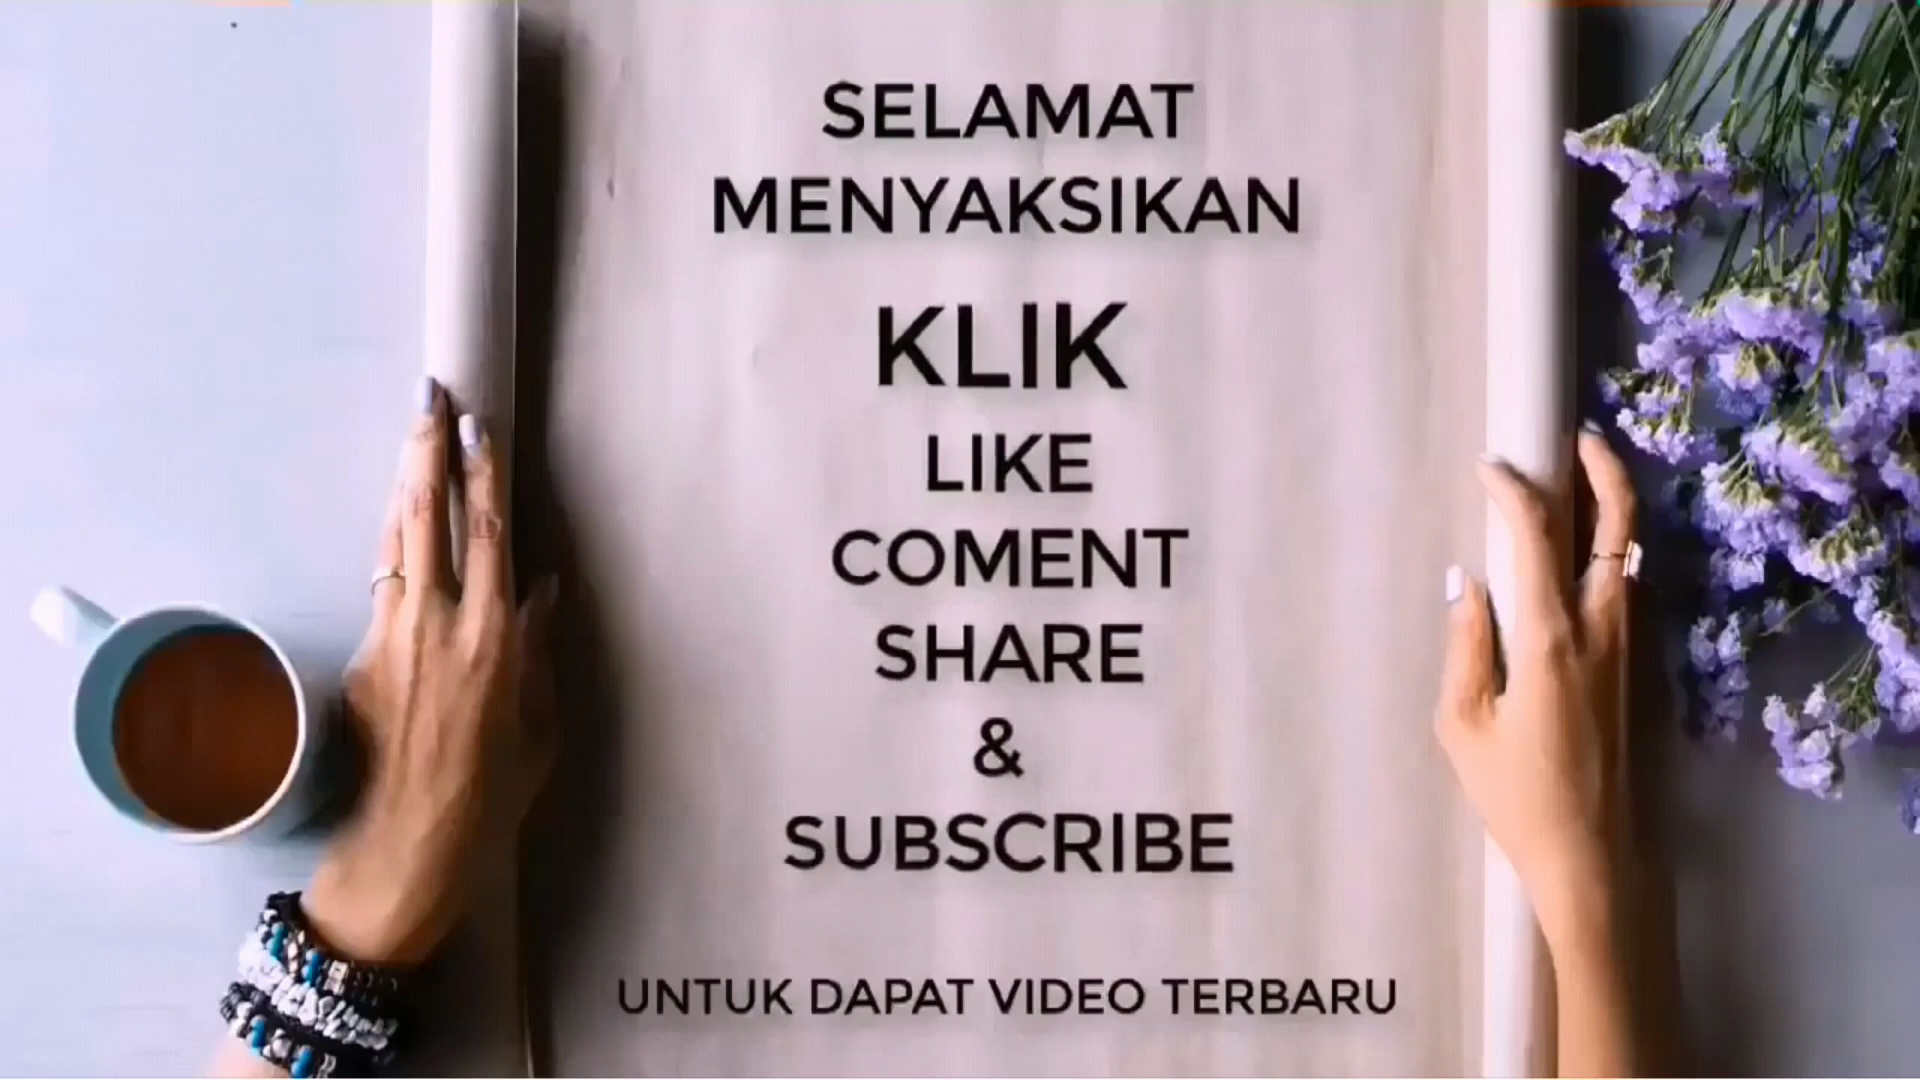 SELAMAT
MENYAKSIKAN
KLIK
LIKE
COMENT
SHARE
&
SUBSCRIBE
UNTUK DAPAT VIDEO TERBARU